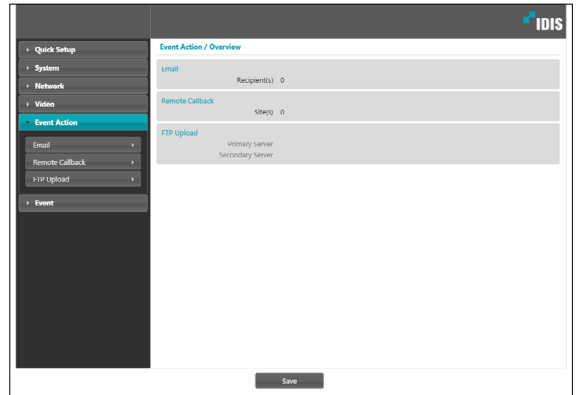 IDIS
Quick Setup
System
Network
Video
Event Action
Email
Remote Callback
FTP Upload
Event
Event Action / Overview
Email
Recipient(s) 0
Remote Callback
Site(s) 0
FTP Upload
Primary Server
Secondary Server
Save